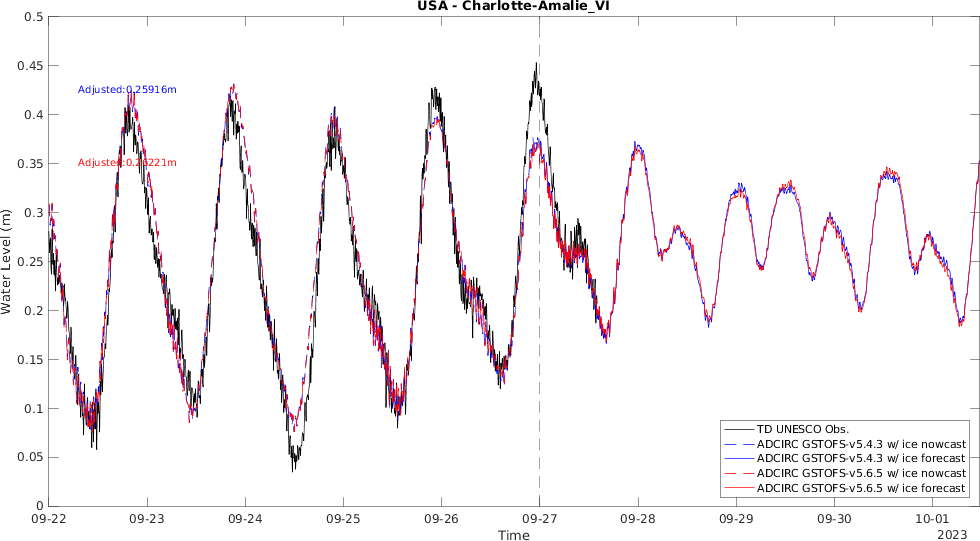 USA - Charlotte-Amalie_VI
0.5
0.45
0.4
0.35
0.3
0.25
0.2
0.15
0.1
0.05
0
Water Level (m)
Adjusted:0.25916m
Adjusted:0.26221m
TD UNESCO Obs.
ADCIRC GSTOFS-v5.4.3 w/ ice nowcast
ADCIRC GSTOFS-v5.4.3 w/ ice forecast
ADCIRC GSTOFS-v5.6.5 w/ ice nowcast
ADCIRC GSTOFS-v5.6.5 w/ ice forecast
09-22 09-23 09-24 09-25 09-26 09-27 09-28 09-29 09-30 10-01
Time
2023